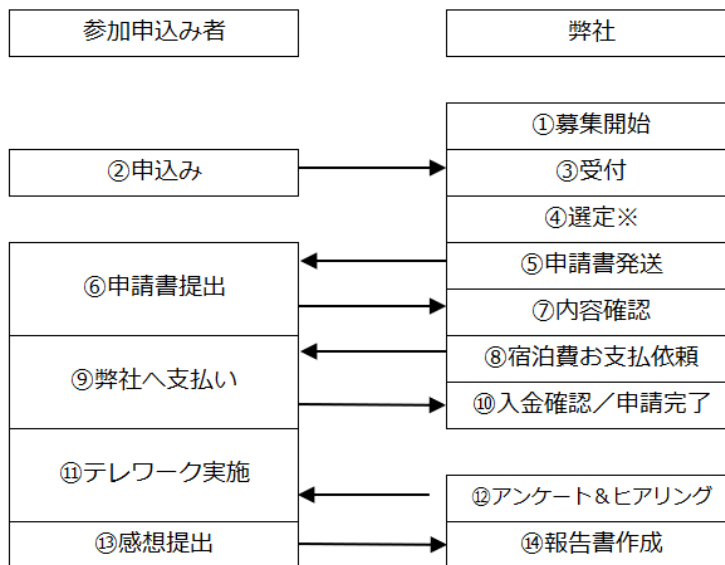 参加申込み者
弊社
①募集開始
②申込み
③受付
④選定※
⑤申請書発送
⑥申請書提出
⑦内容確認
⑧宿泊費お支払依頼
⑨弊社へ支払い
⑩入金確認／申請完了
⑪テレワーク実施
⑫アンケート＆ヒアリング
⑬感想提出
⑭報告書作成